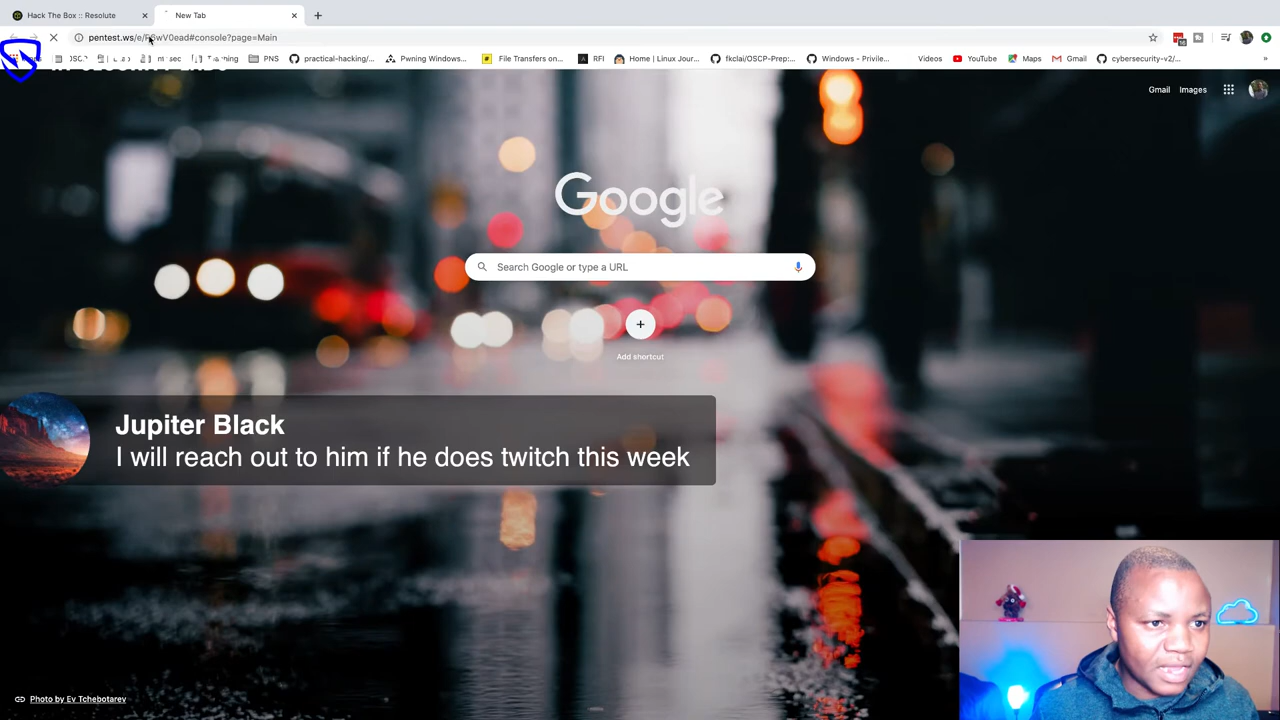 Hack The Box :: Resolute
New Tab
#console?page=Main
pentest.ws/e/
PNS
practical-hacking/...
Pwning Windows...
File Transfers on...
RFI
Home | Linux Jour...
fkclai/OSCP-Prep:...
Windows - Privile...
Videos
YouTube
Maps
Gmail
cybersecurity-v2/...
»
Gmail
Images
Google
Search Google or type a URL
Add shortcut
Jupiter Black
I will reach out to him if he does twitch this week
Photo by Ev Tchebotarev